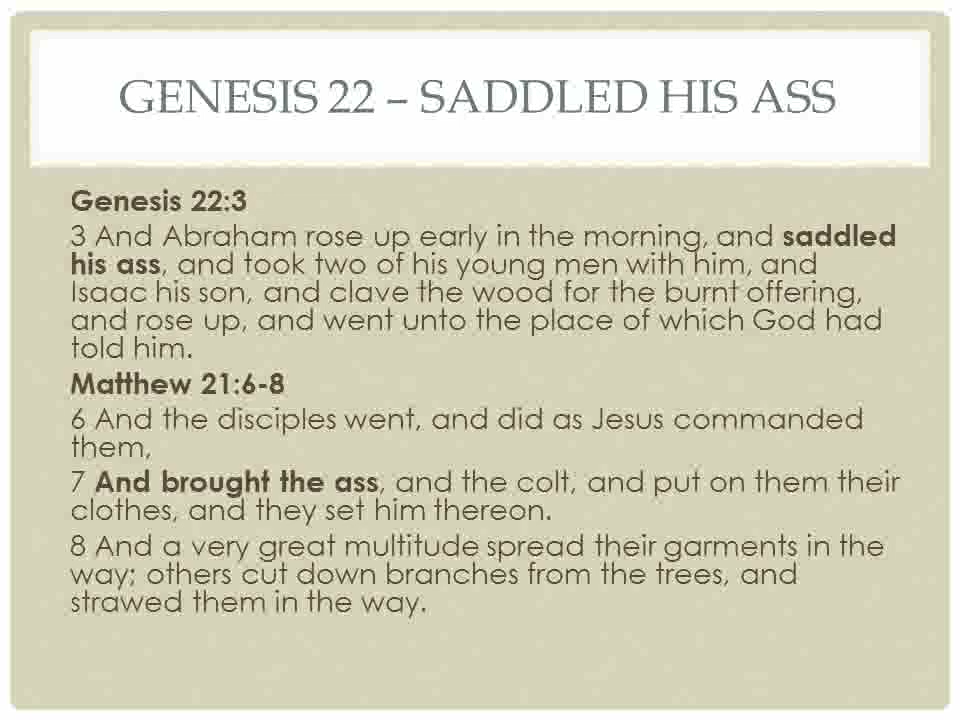 GENESIS 22 – SADDLED HIS ASS
Genesis 22:3
3 And Abraham rose up early in the morning, and saddled
his ass, and took two of his young men with him, and
Isaac his son, and clave the wood for the burnt offering,
and rose up, and went unto the place of which God had
told him.
Matthew 21:6-8
6 And the disciples went, and did as Jesus commanded
them,
7 And brought the ass, and the colt, and put on them their
clothes, and they set him thereon.
8 And a very great multitude spread their garments in the
way; others cut down branches from the trees, and
strawed them in the way.